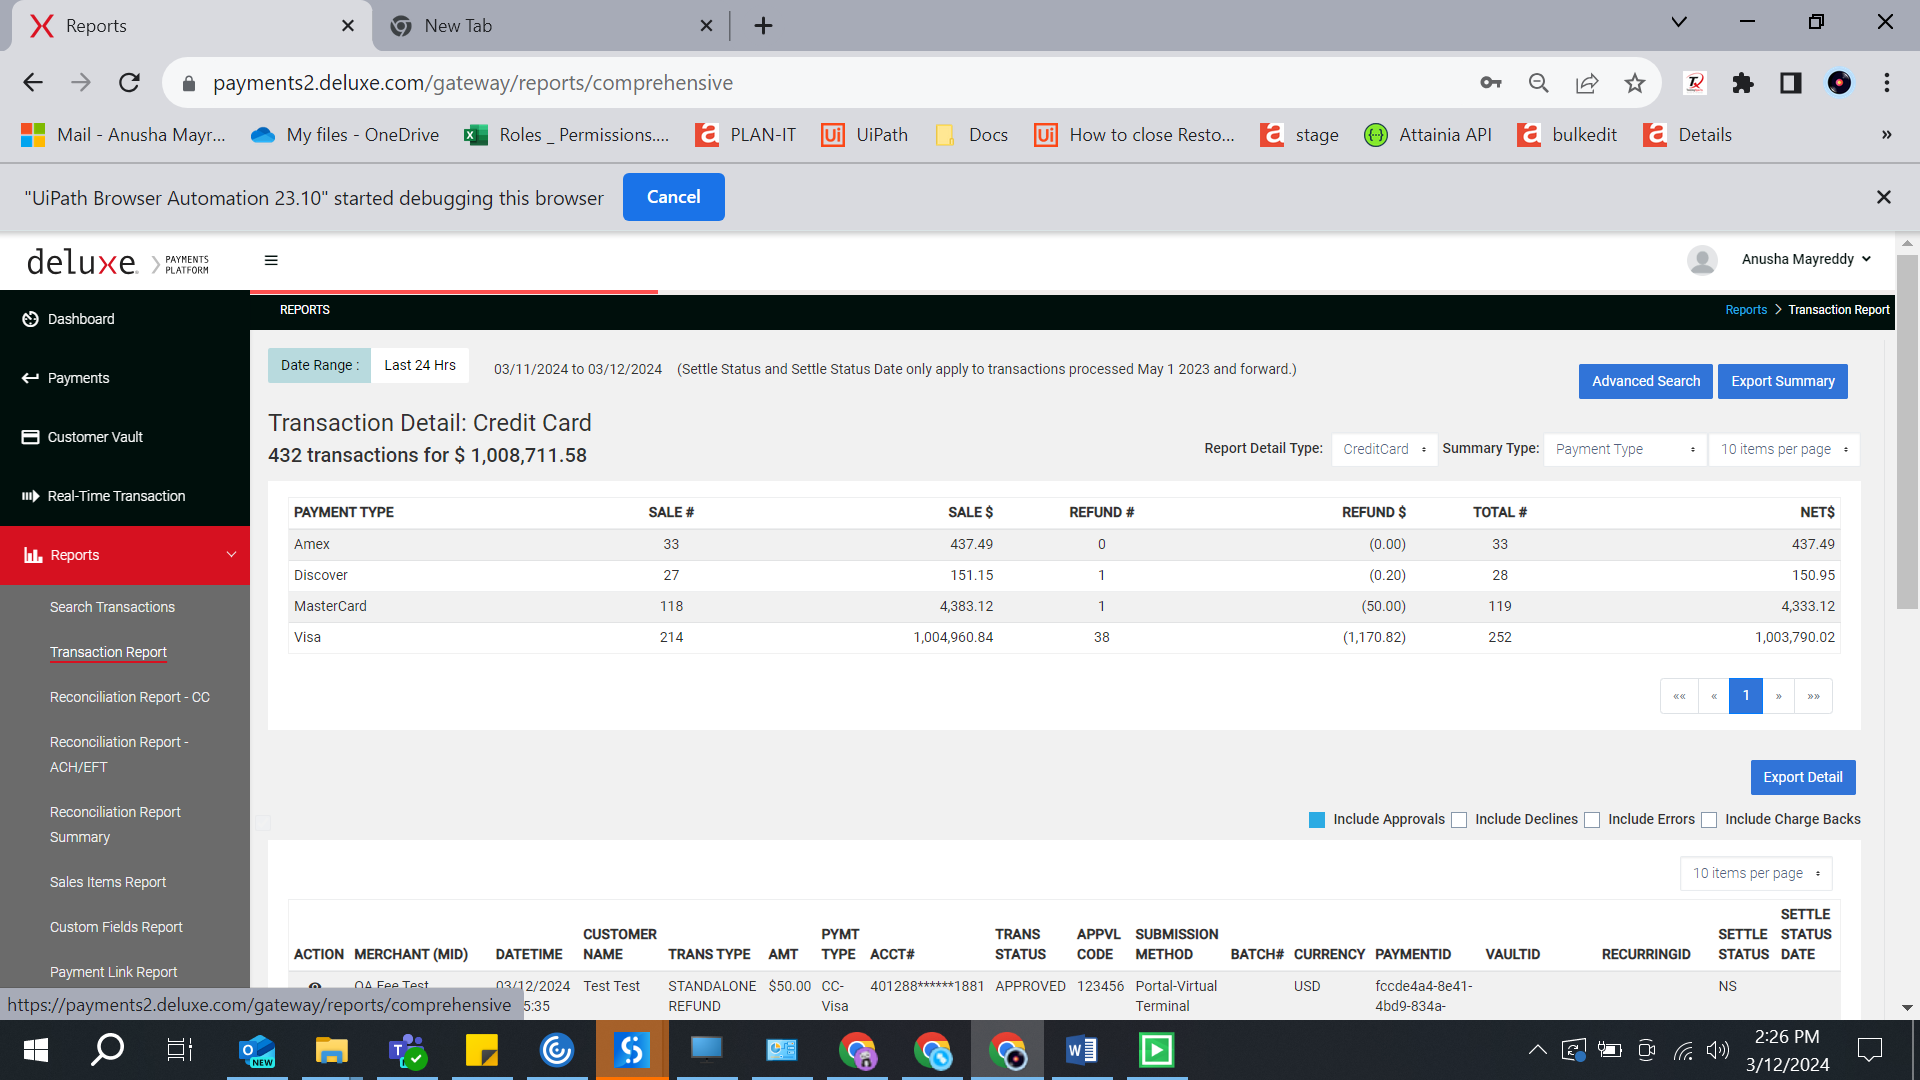 Reports
New Tab
payments2.deluxe.com/gateway/reports/comprehensive
Mail - Anusha Mayr...
My files - OneDrive
Roles _ Permissions....
PLAN-IT
UiPath
Docs
How to close Resto...
stage
Attainia API
bulkedit
Details
»
"UiPath Browser Automation 23.10" started debugging this browser
Cancel
deluxe. PAYMENTS PLATFORM
Anusha Mayreddy
REPORTS
Reports > Transaction Report
Dashboard
Payments
Customer Vault
Real-Time Transaction
Reports
Search Transactions
Transaction Report
Reconciliation Report - CC
Reconciliation Report -
ACH/EFT
Reconciliation Report
Summary
Sales Items Report
Custom Fields Report
Payment Link Report
Date Range : Last 24 Hrs 03/11/2024 to 03/12/2024 (Settle Status and Settle Status Date only apply to transactions processed May 1 2023 and forward.)
Advanced Search
Export Summary
Transaction Detail: Credit Card
432 transactions for $ 1,008,711.58
Report Detail Type: CreditCard Summary Type: Payment Type 10 items per page
PAYMENT TYPE SALE # SALE $ REFUND # REFUND $ TOTAL # NET$
Amex 33 437.49 0 (0.00) 33 437.49
Discover 27 151.15 1 (0.20) 28 150.95
MasterCard 118 4,383.12 1 (50.00) 119 4,333.12
Visa 214 1,004,960.84 38 (1,170.82) 252 1,003,790.02
«« « 1 » »»
Export Detail
Include Approvals Include Declines Include Errors Include Charge Backs
10 items per page
ACTION MERCHANT (MID) DATETIME CUSTOMER NAME TRANS TYPE AMT PYMT TYPE ACCT# TRANS STATUS APPVL CODE SUBMISSION METHOD BATCH# CURRENCY PAYMENTID VAULTID RECURRINGID SETTLE STATUS SETTLE STATUS DATE
QA Fee Test 03/12/2024 Test Test STANDALONE $50.00 CC- 401288******1881 APPROVED 123456 Portal-Virtual USD fccde4a4-8e41- NS
5:35 REFUND Visa Terminal 4bd9-834a-
https://payments2.deluxe.com/gateway/reports/comprehensive
NEW
2:26 PM
3/12/2024